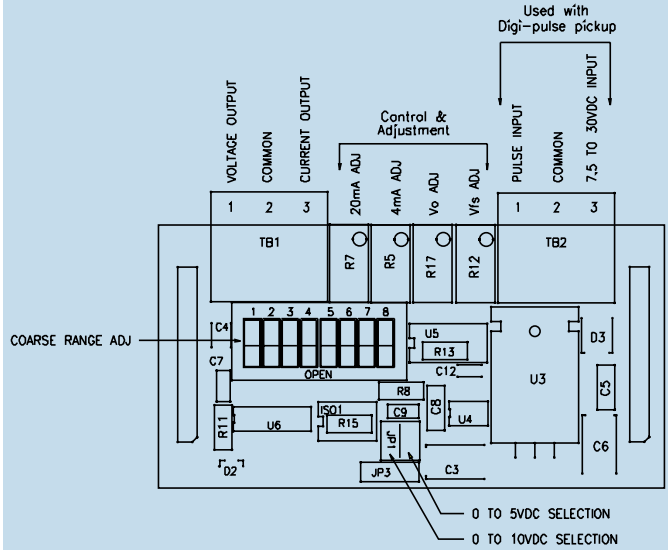 Used with
Digi-pulse pickup
VOLTAGE OUTPUT
COMMON
CURRENT OUTPUT
Control &
Adjustment
20mA ADJ
4mA ADJ
Vo ADJ
Vfs ADJ
PULSE INPUT
COMMON
7.5 TO 30VDC INPUT
1 2 3
1 2 3
TB1
R7
R5
R17
R12
TB2
COARSE RANGE ADJ
C4
1 2 3 4 5 6 7 8
OPEN
U5
R13
C12
U3
D3
C7
R8
C8
C5
R11
U6
ISO1
R15
C9
U4
JP1
C6
D2
JP3
C3
0 TO 5VDC SELECTION
0 TO 10VDC SELECTION